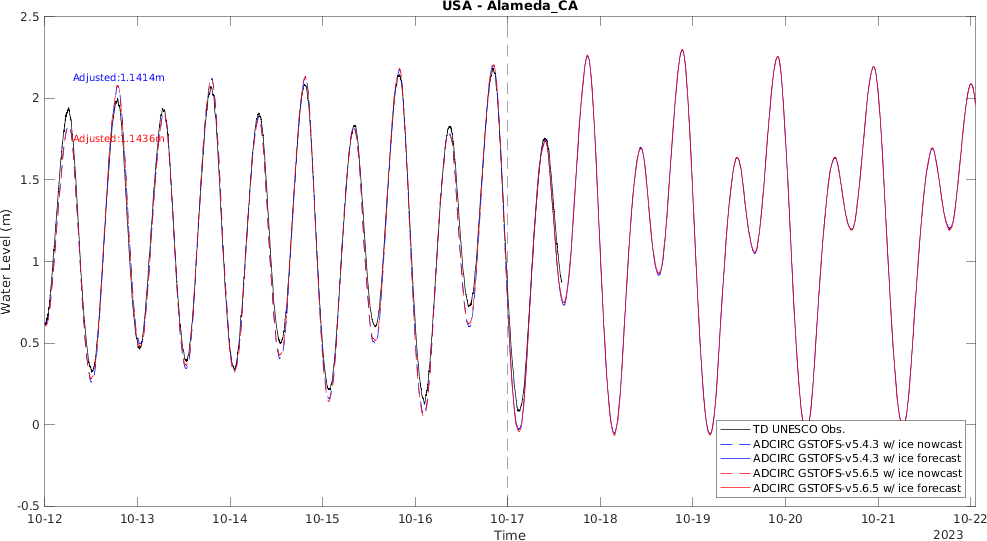 USA - Alameda_CA
2.5
2
1.5
1
0.5
0
-0.5
Water Level (m)
Adjusted:1.1414m
Adjusted:1.1436m
TD UNESCO Obs.
ADCIRC GSTOFS-v5.4.3 w/ ice nowcast
ADCIRC GSTOFS-v5.4.3 w/ ice forecast
ADCIRC GSTOFS-v5.6.5 w/ ice nowcast
ADCIRC GSTOFS-v5.6.5 w/ ice forecast
10-12 10-13 10-14 10-15 10-16 10-17 10-18 10-19 10-20 10-21 10-22
Time
2023